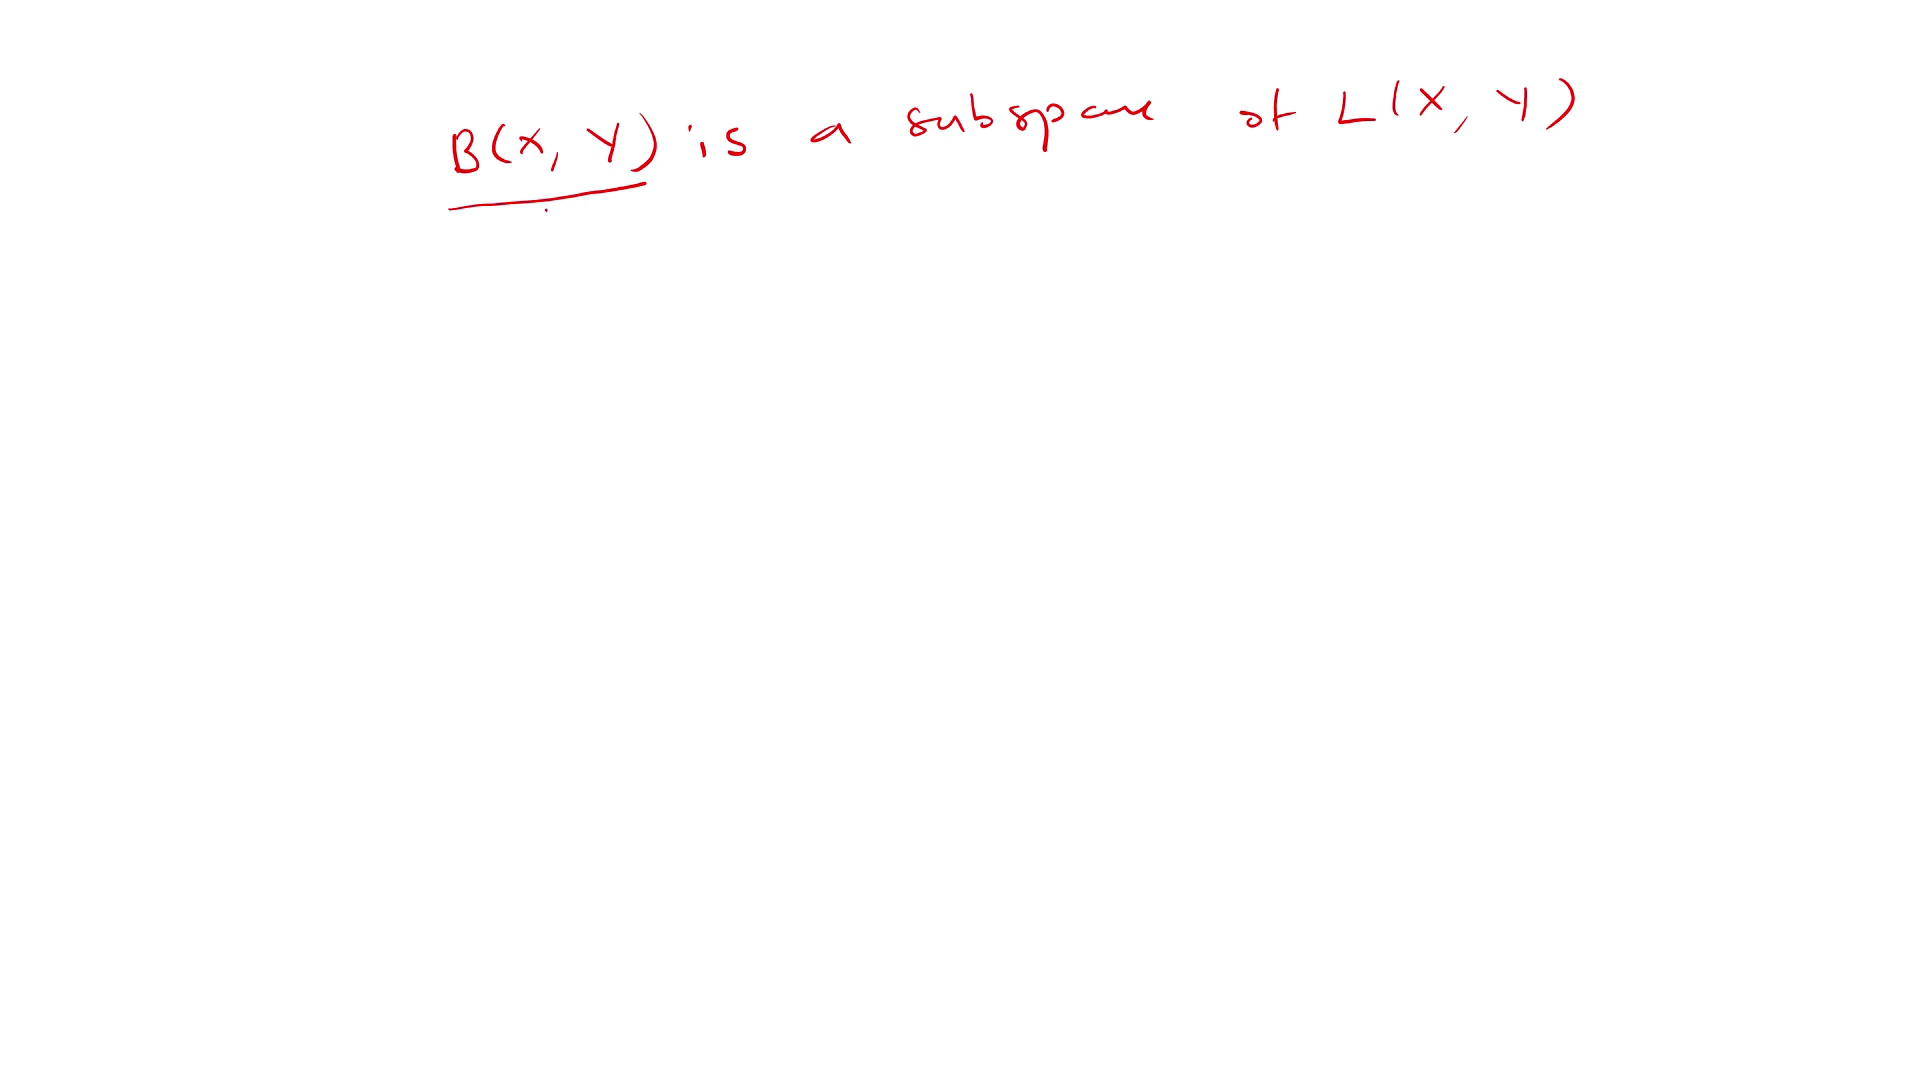 B(X, Y) is a subspace of L(X, Y)